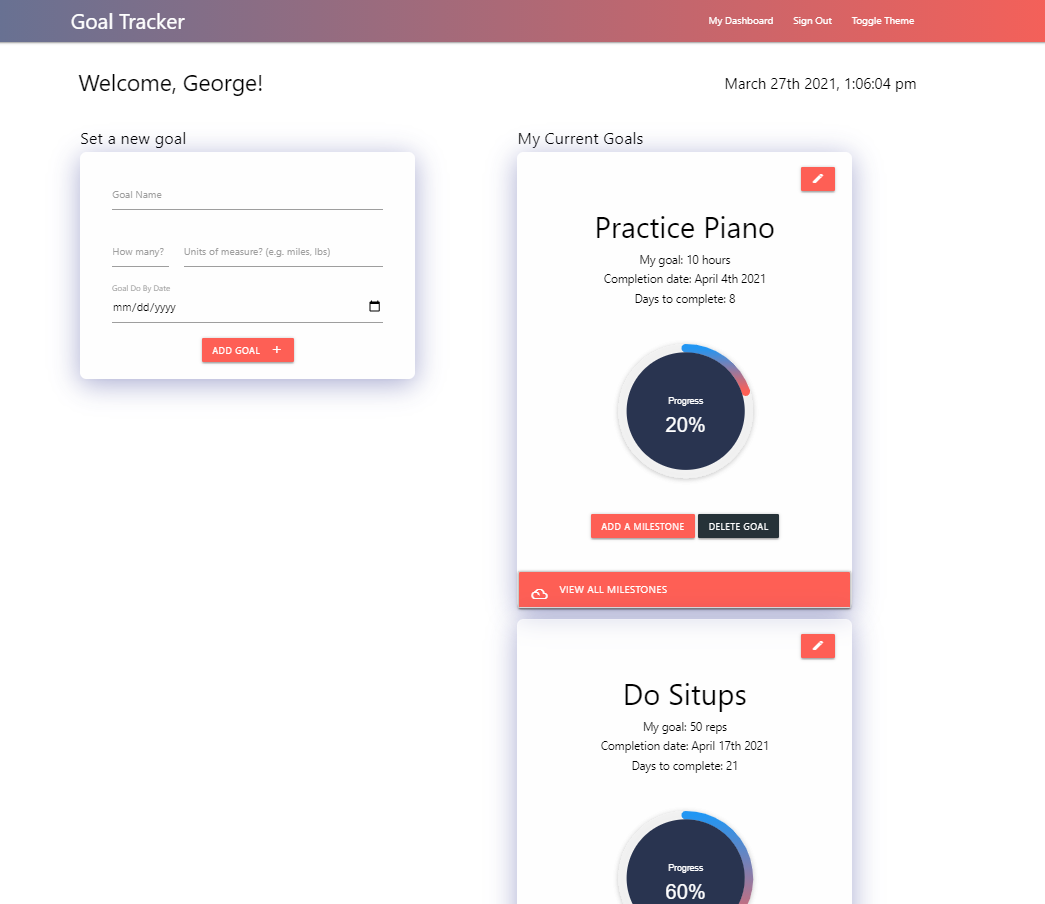 Goal Tracker
My Dashboard
Sign Out
Toggle Theme
Welcome, George!
March 27th 2021, 1:06:04 pm
Set a new goal
Goal Name
How many?
Units of measure? (e.g. miles, lbs)
Goal Do By Date
mm/dd/yyyy
ADD GOAL +
My Current Goals
Practice Piano
My goal: 10 hours
Completion date: April 4th 2021
Days to complete: 8
Progress
20%
ADD A MILESTONE
DELETE GOAL
VIEW ALL MILESTONES
Do Situps
My goal: 50 reps
Completion date: April 17th 2021
Days to complete: 21
Progress
60%